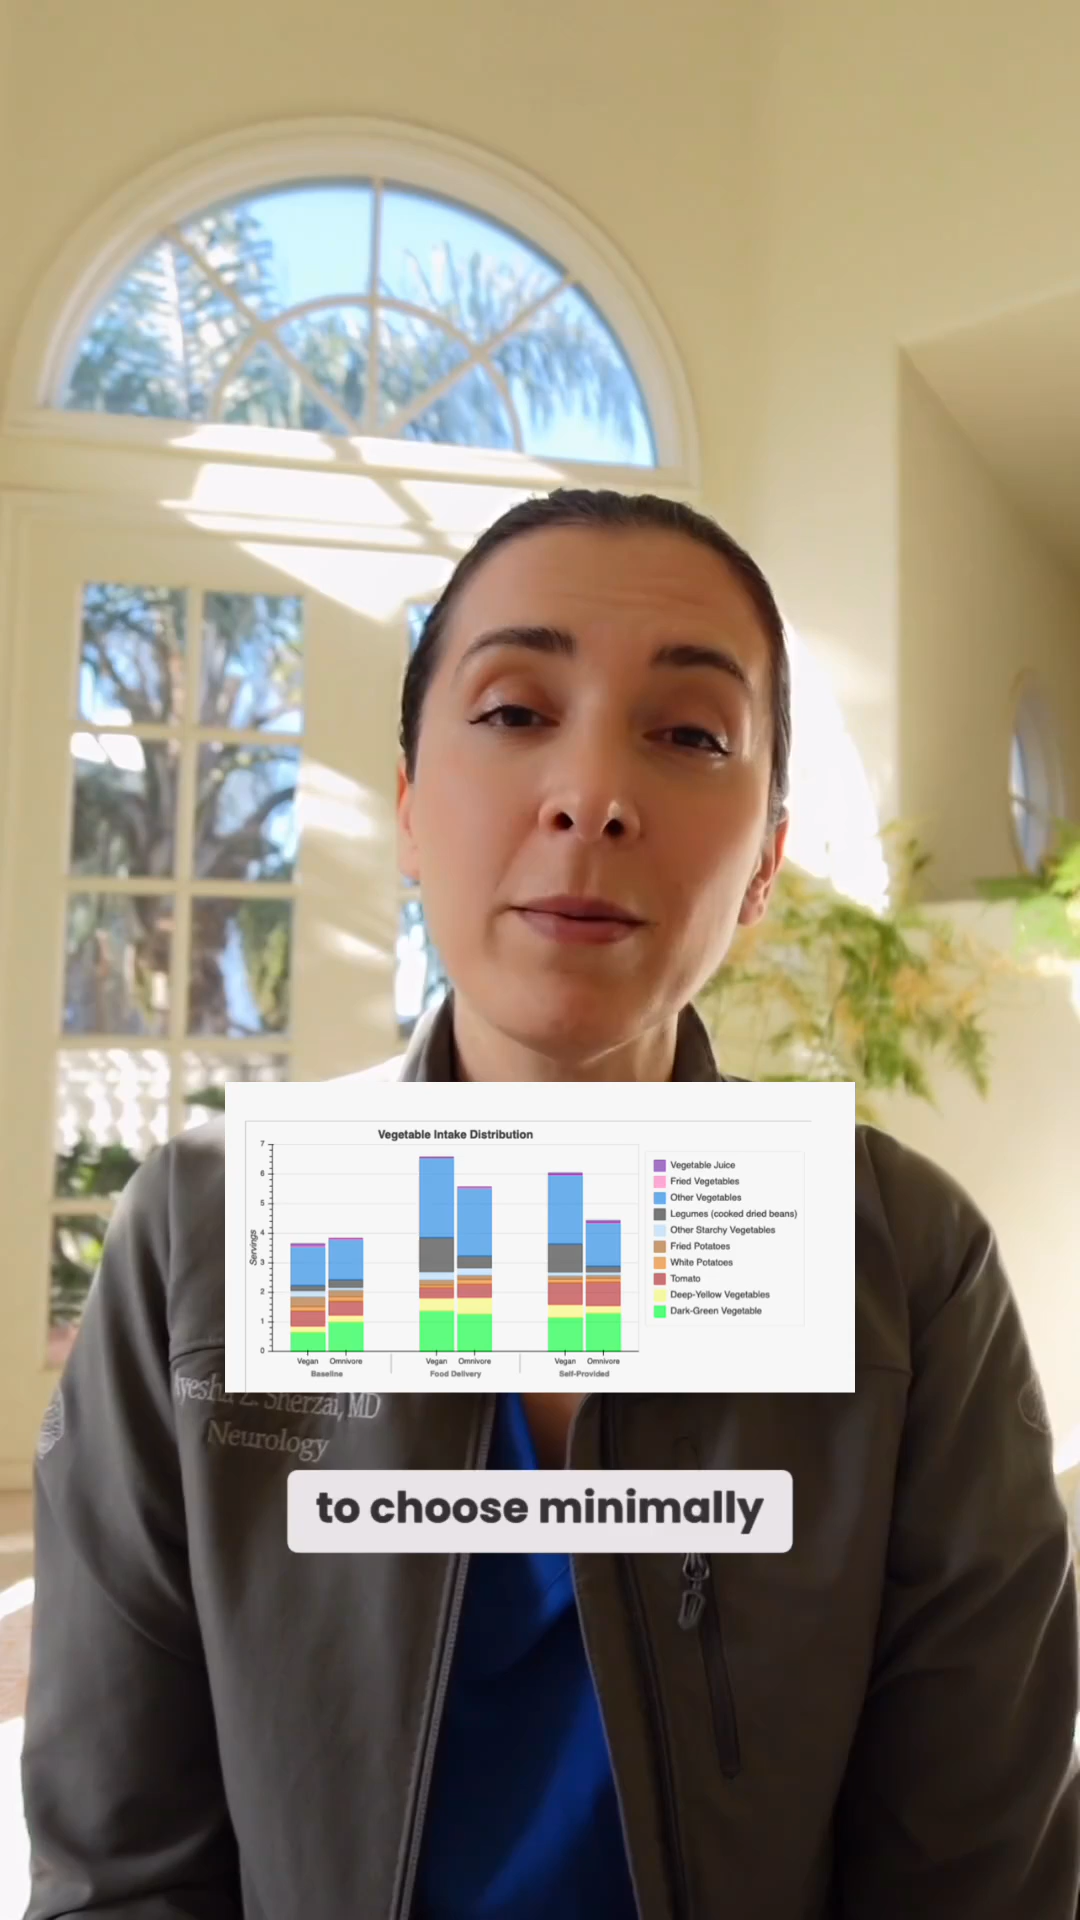 Vegetable Intake Distribution
7
6
5
4
3
2
1
0
Servings
Vegan Omnivore Vegan Omnivore Vegan Omnivore
Baseline Food Delivery Self-Provided
Vegetable Juice
Fried Vegetables
Other Vegetables
Legumes (cooked dried beans)
Other Starchy Vegetables
Fried Potatoes
White Potatoes
Tomato
Deep-Yellow Vegetables
Dark-Green Vegetable
yesha Z. Sherzai, MD
Neurology
to choose minimally